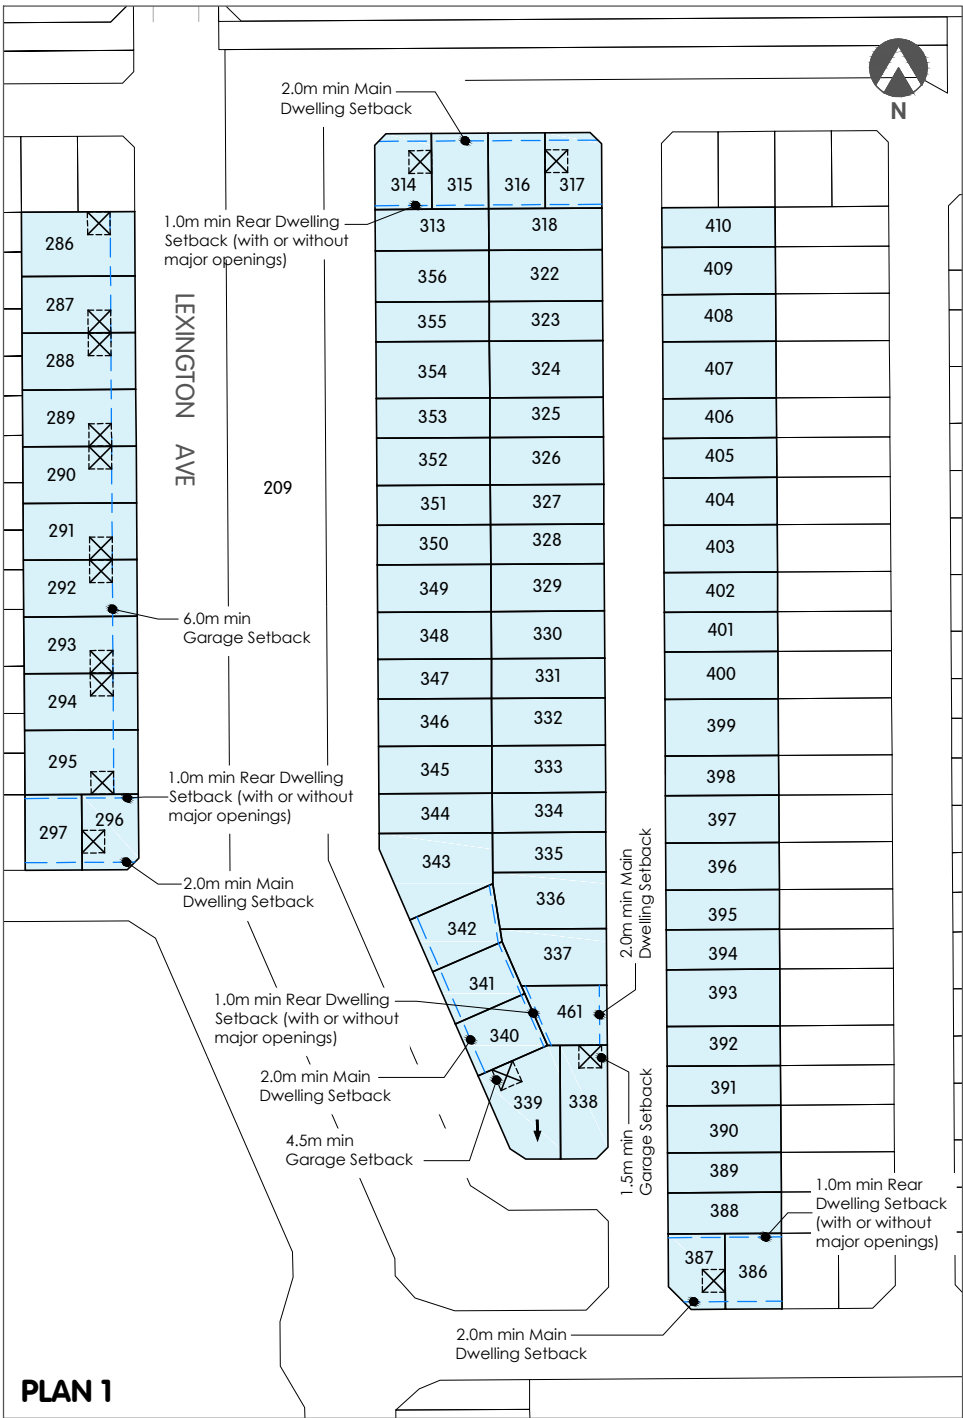 2.0m min Main
Dwelling Setback
N
314
315
316
317
1.0m min Rear Dwelling
Setback (with or without
major openings)
286
287
288
289
290
291
292
293
294
295
296
297
LEXINGTON AVE
209
6.0m min
Garage Setback
1.0m min Rear Dwelling
Setback (with or without
major openings)
2.0m min Main
Dwelling Setback
313
356
355
354
353
352
351
350
349
348
347
346
345
344
343
342
341
340
339
338
318
322
323
324
325
326
327
328
329
330
331
332
333
334
335
336
337
461
2.0m min Main
Dwelling Setback
1.0m min Rear Dwelling
Setback (with or without
major openings)
2.0m min Main
Dwelling Setback
4.5m min
Garage Setback
1.5m min
Garage Setback
410
409
408
407
406
405
404
403
402
401
400
399
398
397
396
395
394
393
392
391
390
389
388
387
386
1.0m min Rear
Dwelling Setback
(with or without
major openings)
2.0m min Main
Dwelling Setback
PLAN 1